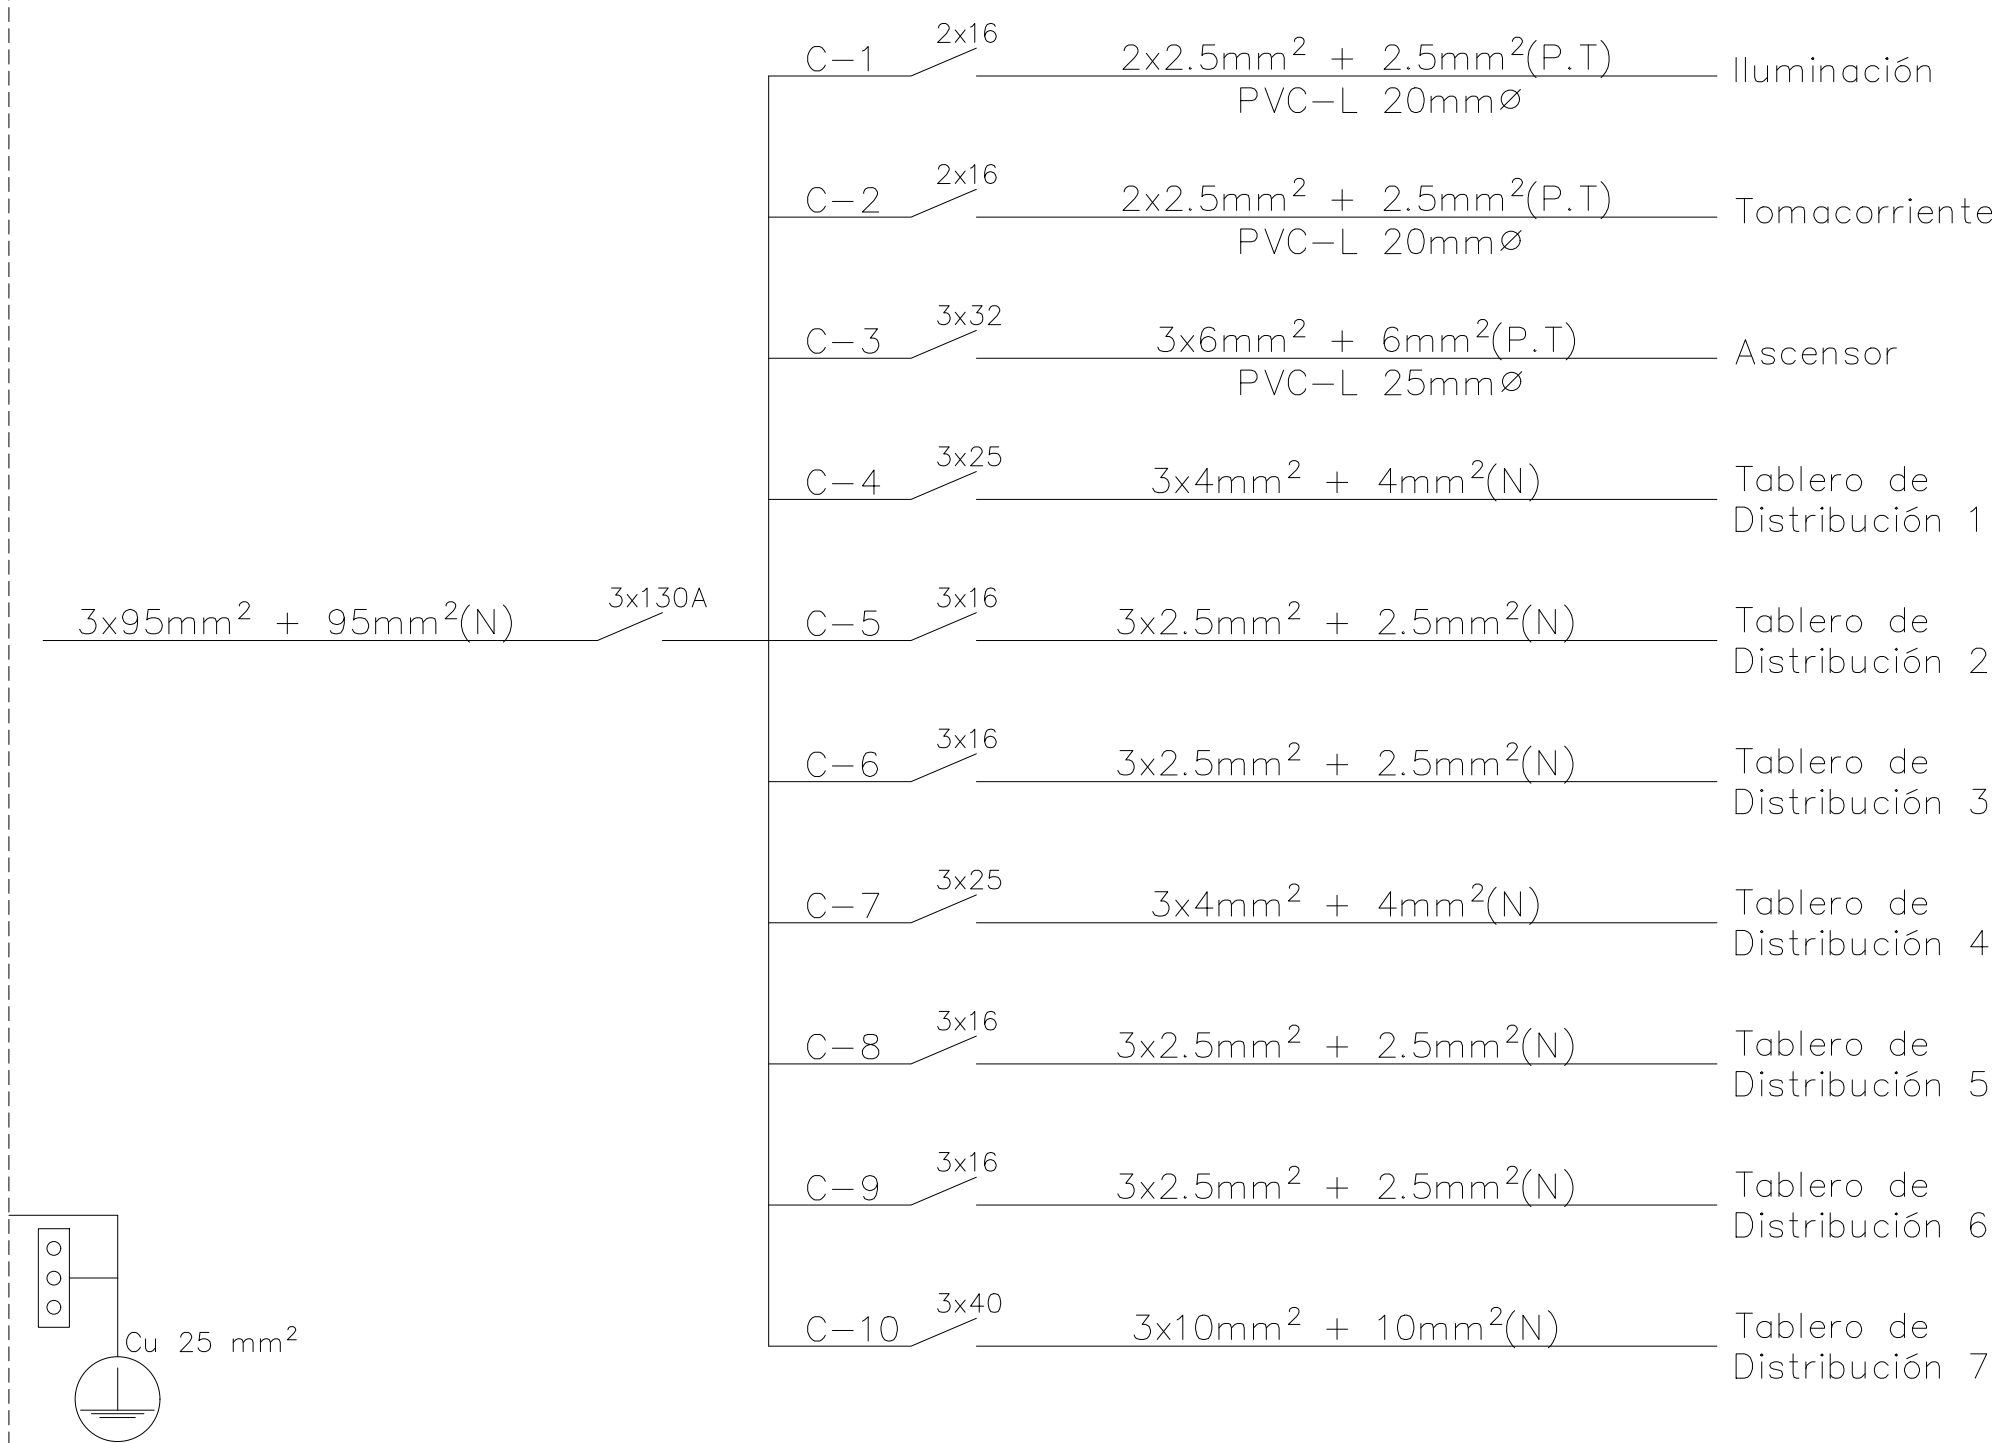 C-1 2x16 2x2.5mm² + 2.5mm²(P.T) Iluminación
PVC-L 20mmØ
C-2 2x16 2x2.5mm² + 2.5mm²(P.T) Tomacorriente
PVC-L 20mmØ
C-3 3x32 3x6mm² + 6mm²(P.T) Ascensor
PVC-L 25mmØ
C-4 3x25 3x4mm² + 4mm²(N) Tablero de
Distribución 1
3x95mm² + 95mm²(N) 3x130A C-5 3x16 3x2.5mm² + 2.5mm²(N) Tablero de
Distribución 2
C-6 3x16 3x2.5mm² + 2.5mm²(N) Tablero de
Distribución 3
C-7 3x25 3x4mm² + 4mm²(N) Tablero de
Distribución 4
C-8 3x16 3x2.5mm² + 2.5mm²(N) Tablero de
Distribución 5
C-9 3x16 3x2.5mm² + 2.5mm²(N) Tablero de
Distribución 6
C-10 3x40 3x10mm² + 10mm²(N) Tablero de
Distribución 7
Cu 25 mm²